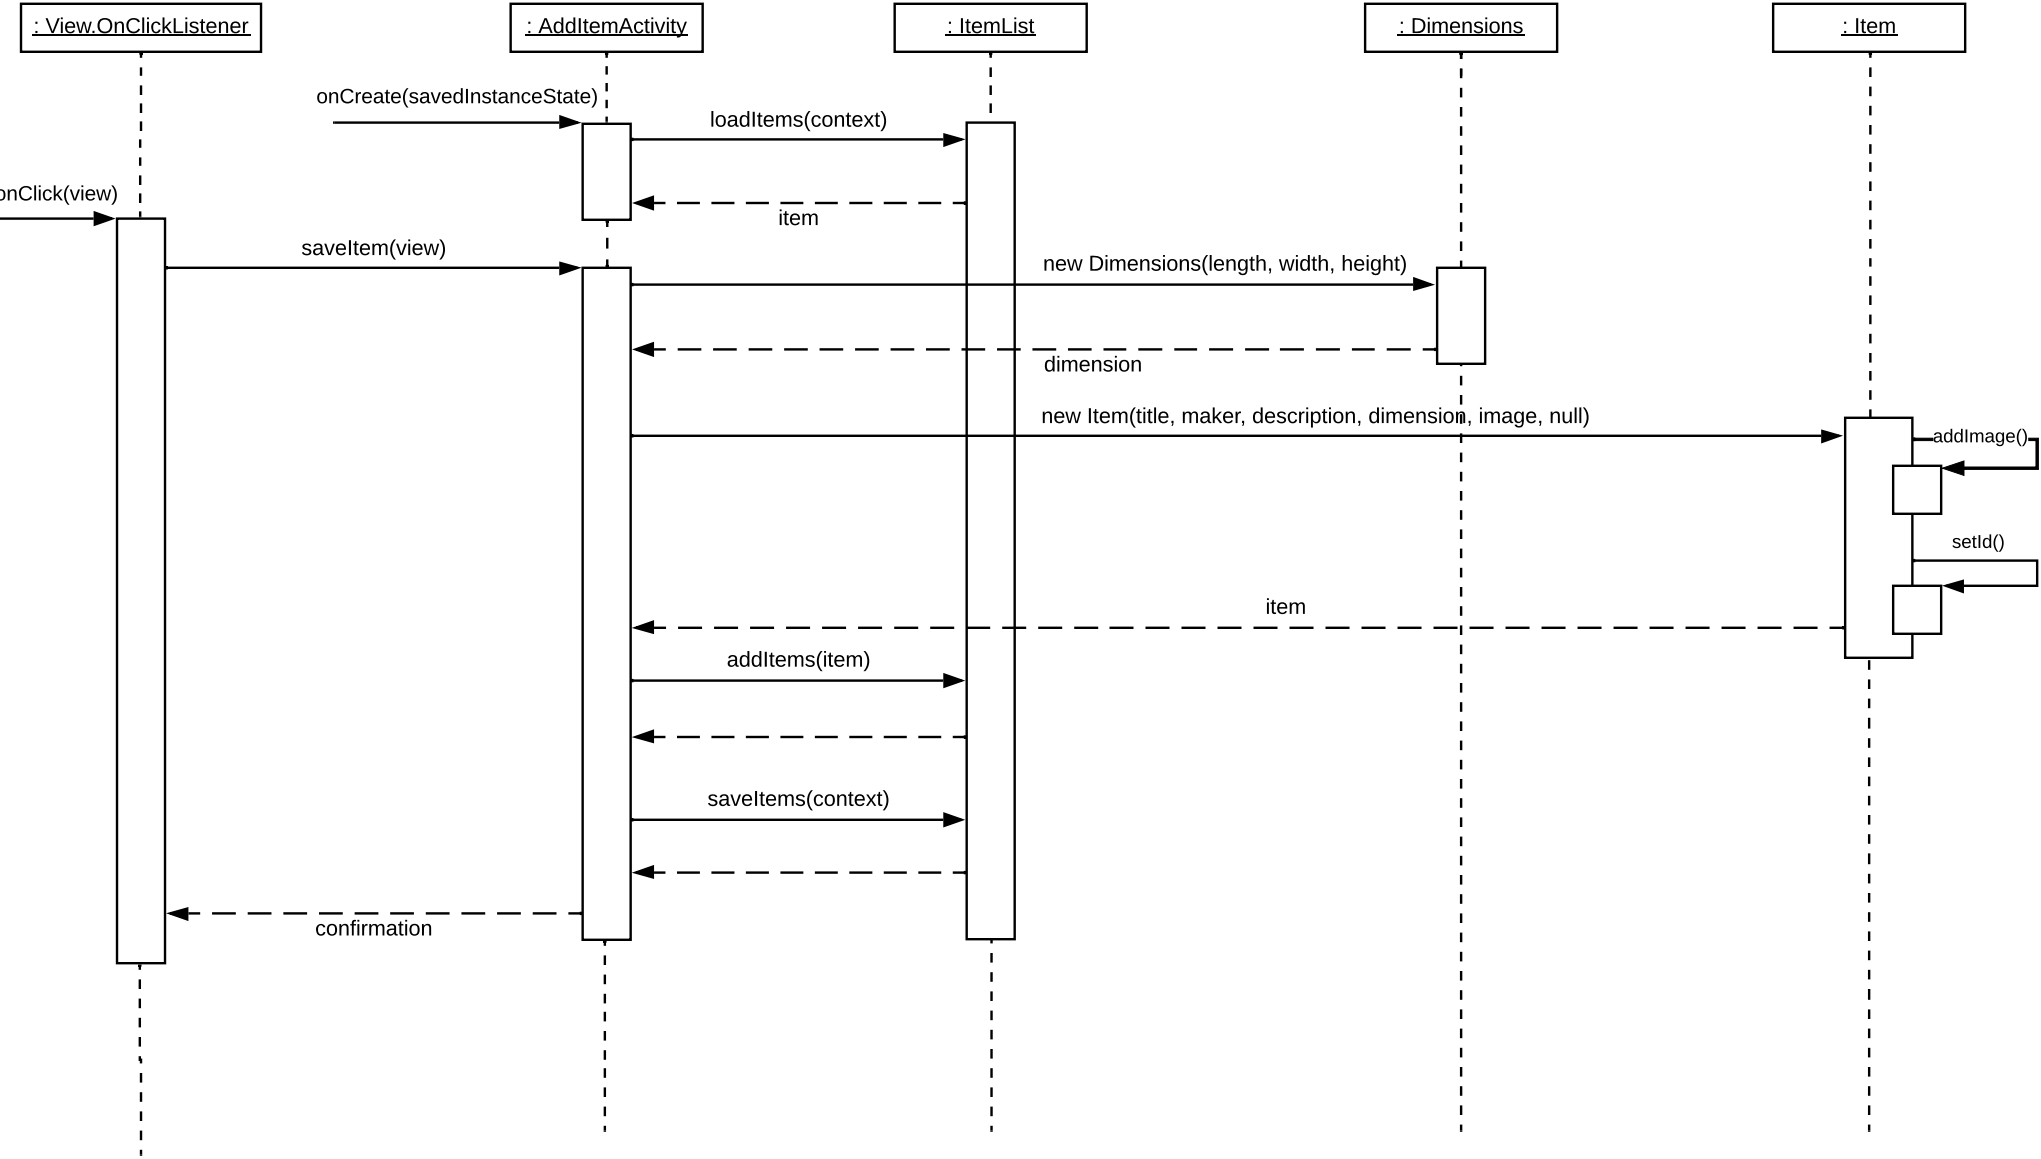 : View.OnClickListener
: AddItemActivity
: ItemList
: Dimensions
: Item
onCreate(savedInstanceState)
loadItems(context)
onClick(view)
item
saveItem(view)
new Dimensions(length, width, height)
dimension
new Item(title, maker, description, dimension, image, null)
addImage()
setId()
item
addItems(item)
saveItems(context)
confirmation